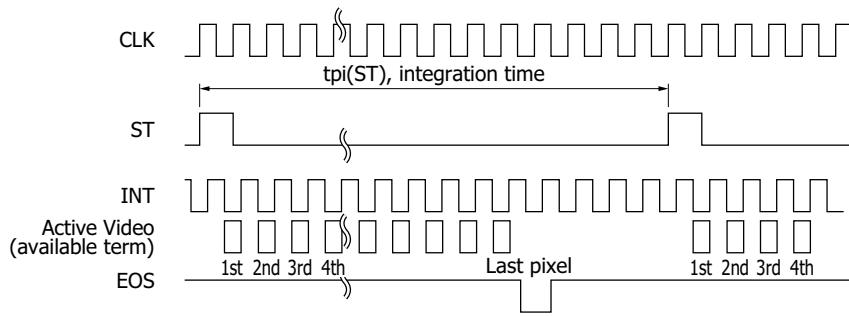 CLK
tpi(ST), integration time
ST
INT
Active Video
(available term)
1st 2nd 3rd 4th Last pixel 1st 2nd 3rd 4th
EOS